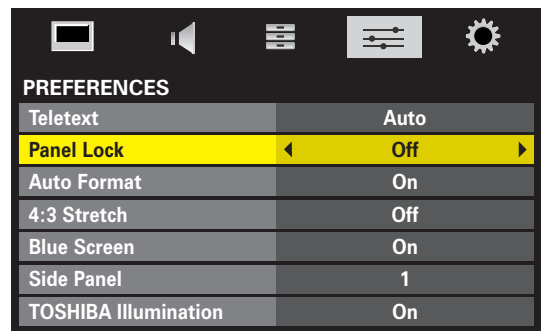 PREFERENCES
Teletext Auto
Panel Lock Off
Auto Format On
4:3 Stretch Off
Blue Screen On
Side Panel 1
TOSHIBA Illumination On